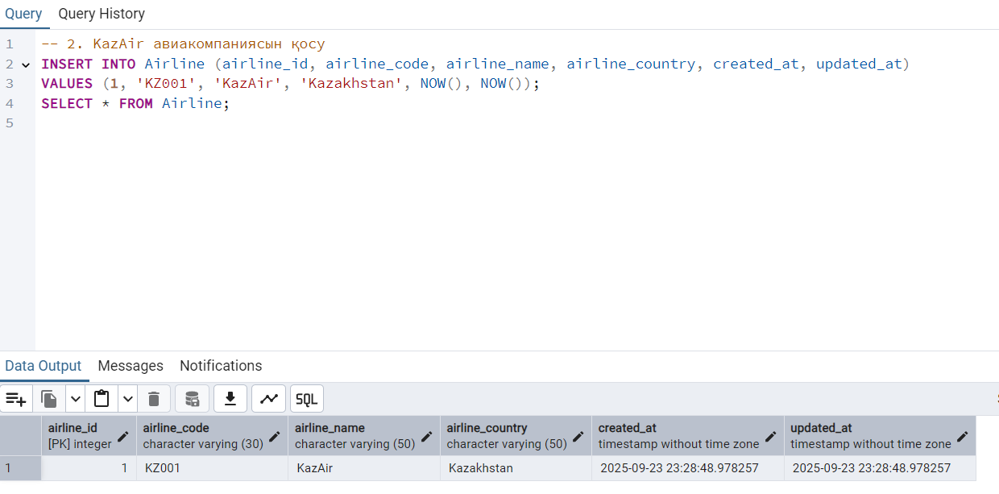 Query Query History
1 -- 2. KazAir авиакомпаниясын қосу
2 INSERT INTO Airline (airline_id, airline_code, airline_name, airline_country, created_at, updated_at)
3 VALUES (1, 'KZ001', 'KazAir', 'Kazakhstan', NOW(), NOW());
4 SELECT * FROM Airline;
5
Data Output Messages Notifications
SQL
airline_id airline_code airline_name airline_country created_at updated_at
[PK] integer character varying (30) character varying (50) character varying (50) timestamp without time zone timestamp without time zone
1 1 KZ001 KazAir Kazakhstan 2025-09-23 23:28:48.978257 2025-09-23 23:28:48.978257